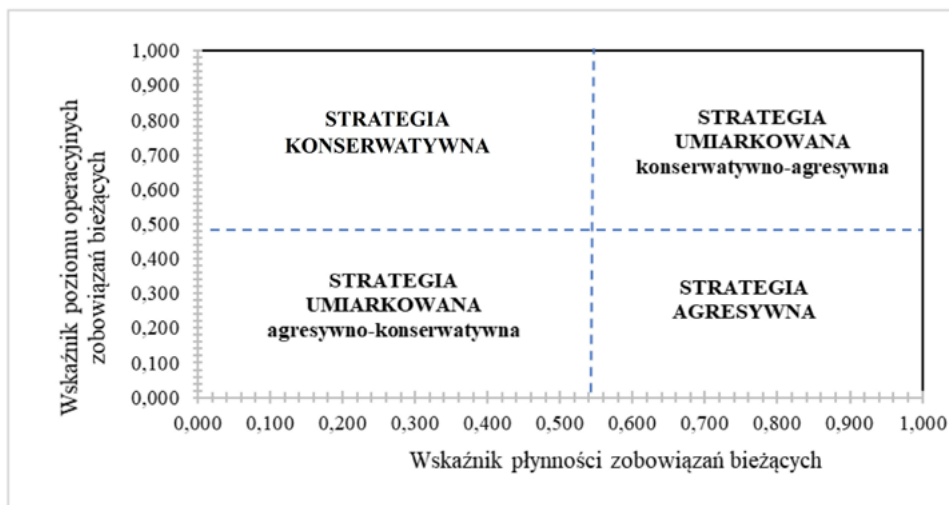 1,000
0,900
0,800
0,700
0,600
0,500
0,400
0,300
0,200
0,100
0,000
Wskaźnik poziomu operacyjnych
zobowiązań bieżących
STRATEGIA
KONSERWATYWNA
STRATEGIA
UMIARKOWANA
konserwatywno-agresywna
STRATEGIA
UMIARKOWANA
agresywno-konserwatywna
STRATEGIA
AGRESYWNA
0,000 0,100 0,200 0,300 0,400 0,500 0,600 0,700 0,800 0,900 1,000
Wskaźnik płynności zobowiązań bieżących